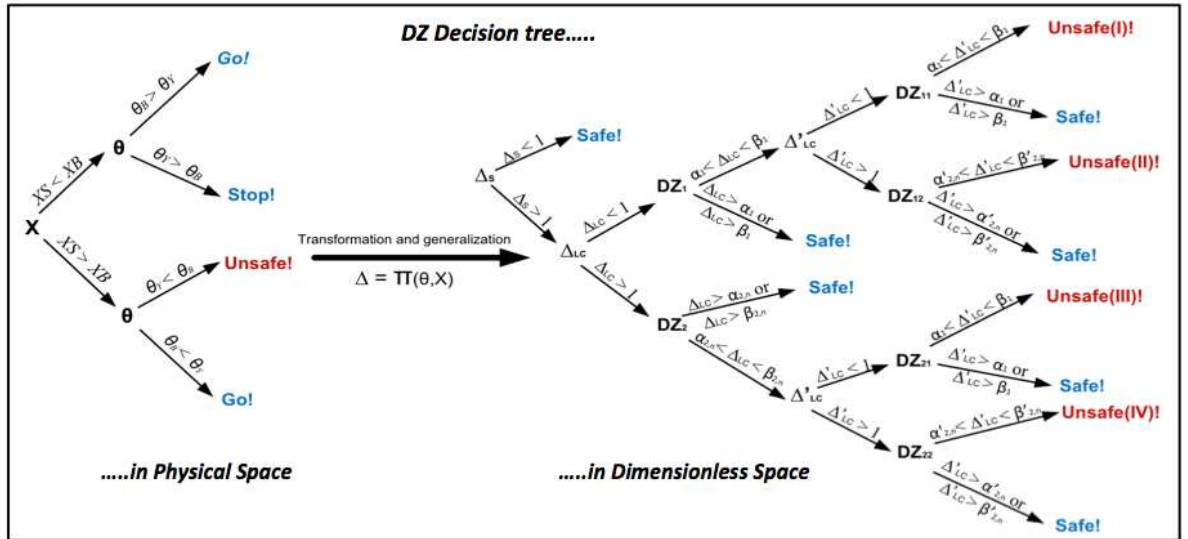 DZ Decision tree.....
X
XS < XB
XS > XB
θ
θB > θY
Go!
θY > θB
Stop!
θ
θY < θB
Unsafe!
θB < θY
Go!
.....in Physical Space
Transformation and generalization
Δ = ΠΠ(θ,X)
ΔS
ΔS < 1
Safe!
ΔS > 1
ΔLC
ΔLC < 1
DZ1
α1 < ΔLC < β1
ΔLC > α1 or
ΔLC > β1
Safe!
ΔLC > 1
DZ2
ΔLC > α2,n or
ΔLC > β2,n
Safe!
α2,n < ΔLC < β2,n
Δ'LC
Δ'LC < 1
DZ11
α1 < Δ'LC < β1
Unsafe(I)!
Δ'LC > α1 or
Δ'LC > β1
Safe!
Δ'LC > 1
DZ12
α'2,n < Δ'LC < β'2,n
Unsafe(II)!
Δ'LC > α'2,n or
Δ'LC > β'2,n
Safe!
Δ'LC
Δ'LC < 1
DZ21
α1 < Δ'LC < β1
Unsafe(III)!
Δ'LC > α1 or
Δ'LC > β1
Safe!
Δ'LC > 1
DZ22
α'2,n < Δ'LC < β'2,n
Unsafe(IV)!
Δ'LC > α'2,n or
Δ'LC > β'2,n
Safe!
.....in Dimensionless Space